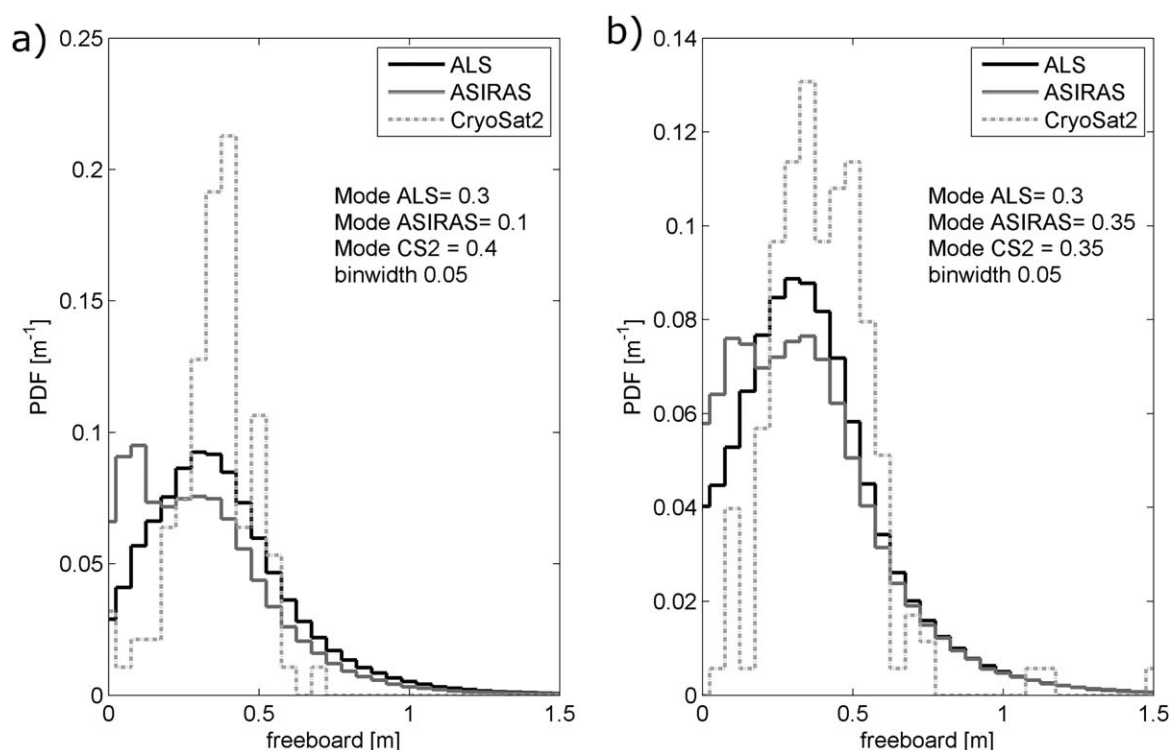 a)
0.25
0.2
0.15
0.1
0.05
0
PDF [m⁻¹]
ALS
ASIRAS
CryoSat2
Mode ALS= 0.3
Mode ASIRAS= 0.1
Mode CS2 = 0.4
binwidth 0.05
0 0.5 1 1.5
freeboard [m]
b)
0.14
0.12
0.1
0.08
0.06
0.04
0.02
0
PDF [m⁻¹]
ALS
ASIRAS
CryoSat2
Mode ALS= 0.3
Mode ASIRAS= 0.35
Mode CS2 = 0.35
binwidth 0.05
0 0.5 1 1.5
freeboard [m]